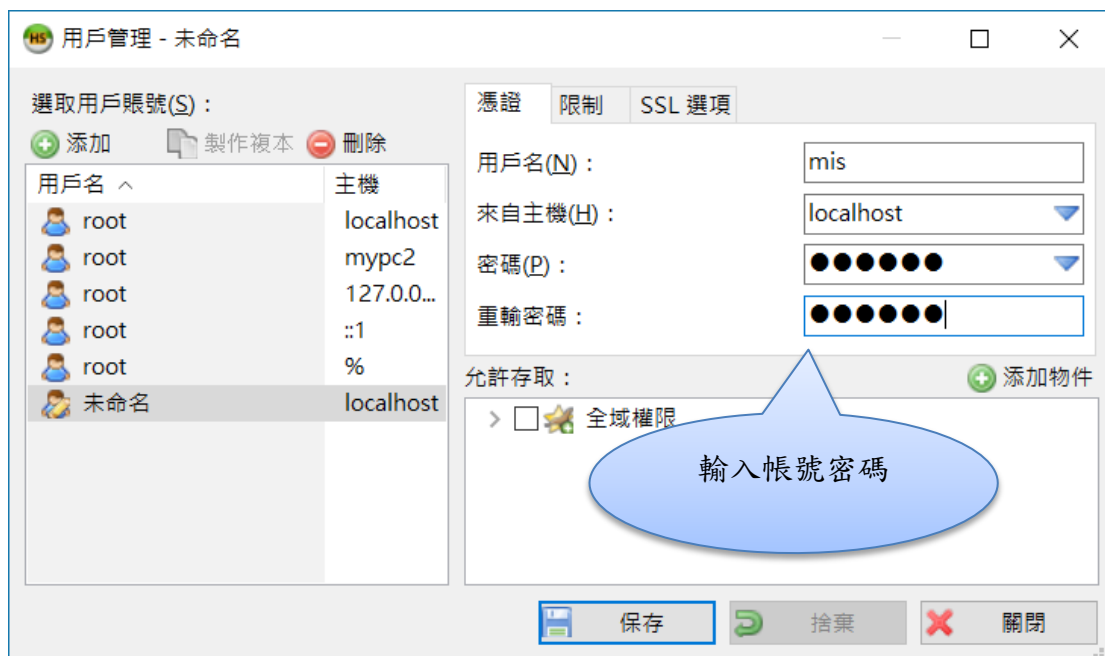 HS 用戶管理 - 未命名
選取用戶賬號(S)：
添加 製作複本 刪除
用戶名 主機
root localhost
root mypc2
root 127.0.0...
root ::1
root %
未命名 localhost
憑證 限制 SSL 選項
用戶名(N)： mis
來自主機(H)： localhost
密碼(P)： ●●●●●●
重輸密碼： ●●●●●●
允許存取： 添加物件
全域權限
輸入帳號密碼
保存 捨棄 關閉